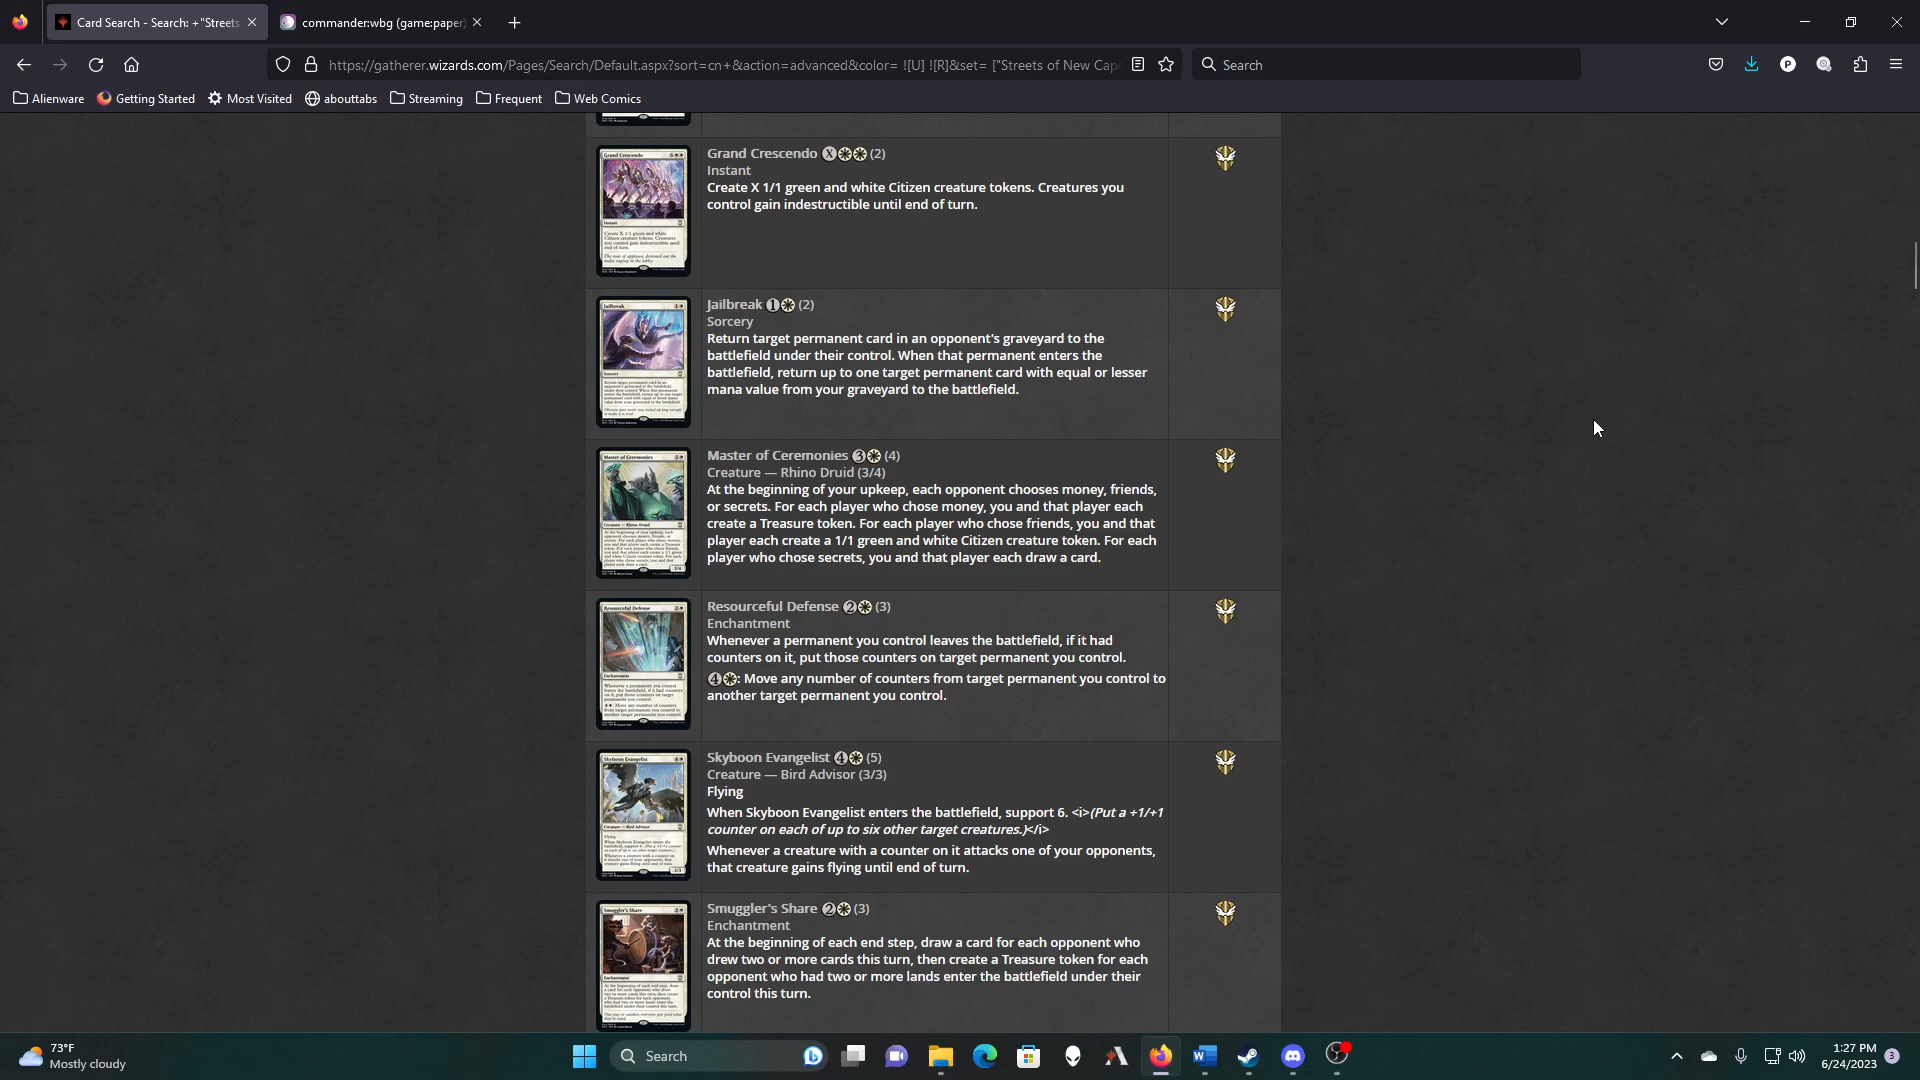 Card Search - Search: +"Streets
commander:wbg (game:paper)
https://gatherer.wizards.com/Pages/Search/Default.aspx?sort=cn+&action=advanced&color= ![U] ![R]&set= ["Streets of New Cape
Search
Alienware
Getting Started
Most Visited
abouttabs
Streaming
Frequent
Web Comics
Grand Crescendo X (2)
Instant
Create X 1/1 green and white Citizen creature tokens. Creatures you
control gain indestructible until end of turn.
Jailbreak 1 (2)
Sorcery
Return target permanent card in an opponent's graveyard to the
battlefield under their control. When that permanent enters the
battlefield, return up to one target permanent card with equal or lesser
mana value from your graveyard to the battlefield.
Master of Ceremonies 3 (4)
Creature — Rhino Druid (3/4)
At the beginning of your upkeep, each opponent chooses money, friends,
or secrets. For each player who chose money, you and that player each
create a Treasure token. For each player who chose friends, you and that
player each create a 1/1 green and white Citizen creature token. For each
player who chose secrets, you and that player each draw a card.
Resourceful Defense 2 (3)
Enchantment
Whenever a permanent you control leaves the battlefield, if it had
counters on it, put those counters on target permanent you control.
4: Move any number of counters from target permanent you control to
another target permanent you control.
Skyboon Evangelist 4 (5)
Creature — Bird Advisor (3/3)
Flying
When Skyboon Evangelist enters the battlefield, support 6. <i>(Put a +1/+1
counter on each of up to six other target creatures.)</i>
Whenever a creature with a counter on it attacks one of your opponents,
that creature gains flying until end of turn.
Smuggler's Share 2 (3)
Enchantment
At the beginning of each end step, draw a card for each opponent who
drew two or more cards this turn, then create a Treasure token for each
opponent who had two or more lands enter the battlefield under their
control this turn.
73°F
Mostly cloudy
Search
1:27 PM
6/24/2023
3